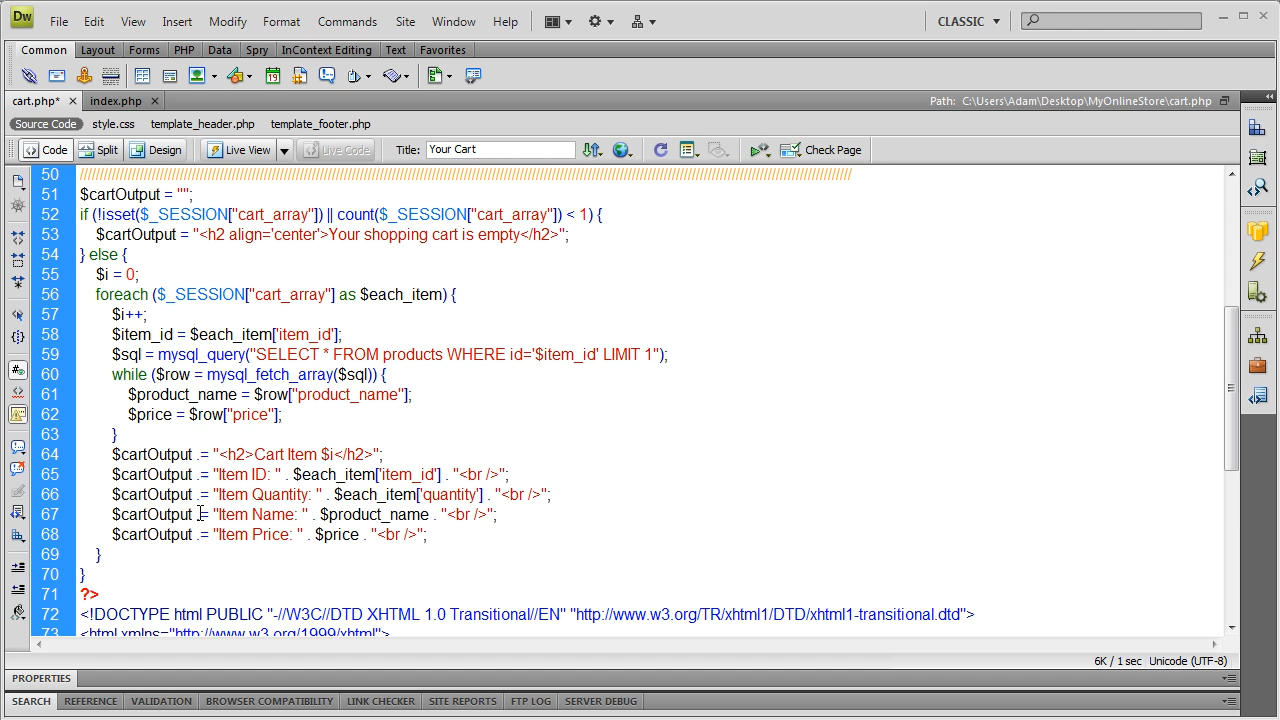 Dw File Edit View Insert Modify Format Commands Site Window Help CLASSIC
Common Layout Forms PHP Data Spry InContext Editing Text Favorites
cart.php* index.php Path: C:\Users\Adam\Desktop\MyOnlineStore\cart.php
Source Code style.css template_header.php template_footer.php
Code Split Design Live View Live Code Title: Your Cart Check Page
50 ////////////////////////////////////////////////////////////////////////////////////////////////////////////////////////////////////////////////////////////////
51 $cartOutput = "";
52 if (!isset($_SESSION["cart_array"]) || count($_SESSION["cart_array"]) < 1) {
53 $cartOutput = "<h2 align='center'>Your shopping cart is empty</h2>";
54 } else {
55 $i = 0;
56 foreach ($_SESSION["cart_array"] as $each_item) {
57 $i++;
58 $item_id = $each_item['item_id'];
59 $sql = mysql_query("SELECT * FROM products WHERE id='$item_id' LIMIT 1");
60 while ($row = mysql_fetch_array($sql)) {
61 $product_name = $row["product_name"];
62 $price = $row["price"];
63 }
64 $cartOutput .= "<h2>Cart Item $i</h2>";
65 $cartOutput .= "Item ID: " . $each_item['item_id'] . "<br />";
66 $cartOutput .= "Item Quantity: " . $each_item['quantity'] . "<br />";
67 $cartOutput .= "Item Name: " . $product_name . "<br />";
68 $cartOutput .= "Item Price: " . $price . "<br />";
69 }
70 }
71 ?>
72 <!DOCTYPE html PUBLIC "-//W3C//DTD XHTML 1.0 Transitional//EN" "http://www.w3.org/TR/xhtml1/DTD/xhtml1-transitional.dtd">
73 <html xmlns="http://www.w3.org/1999/xhtml">
6K / 1 sec Unicode (UTF-8)
PROPERTIES
SEARCH REFERENCE VALIDATION BROWSER COMPATIBILITY LINK CHECKER SITE REPORTS FTP LOG SERVER DEBUG